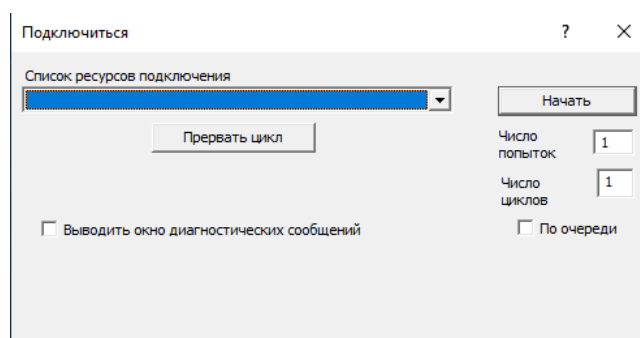 Подключиться ? ×
Список ресурсов подключения
Начать
Прервать цикл
Число
попыток
1
Число
циклов
1
Выводить окно диагностических сообщений
По очереди